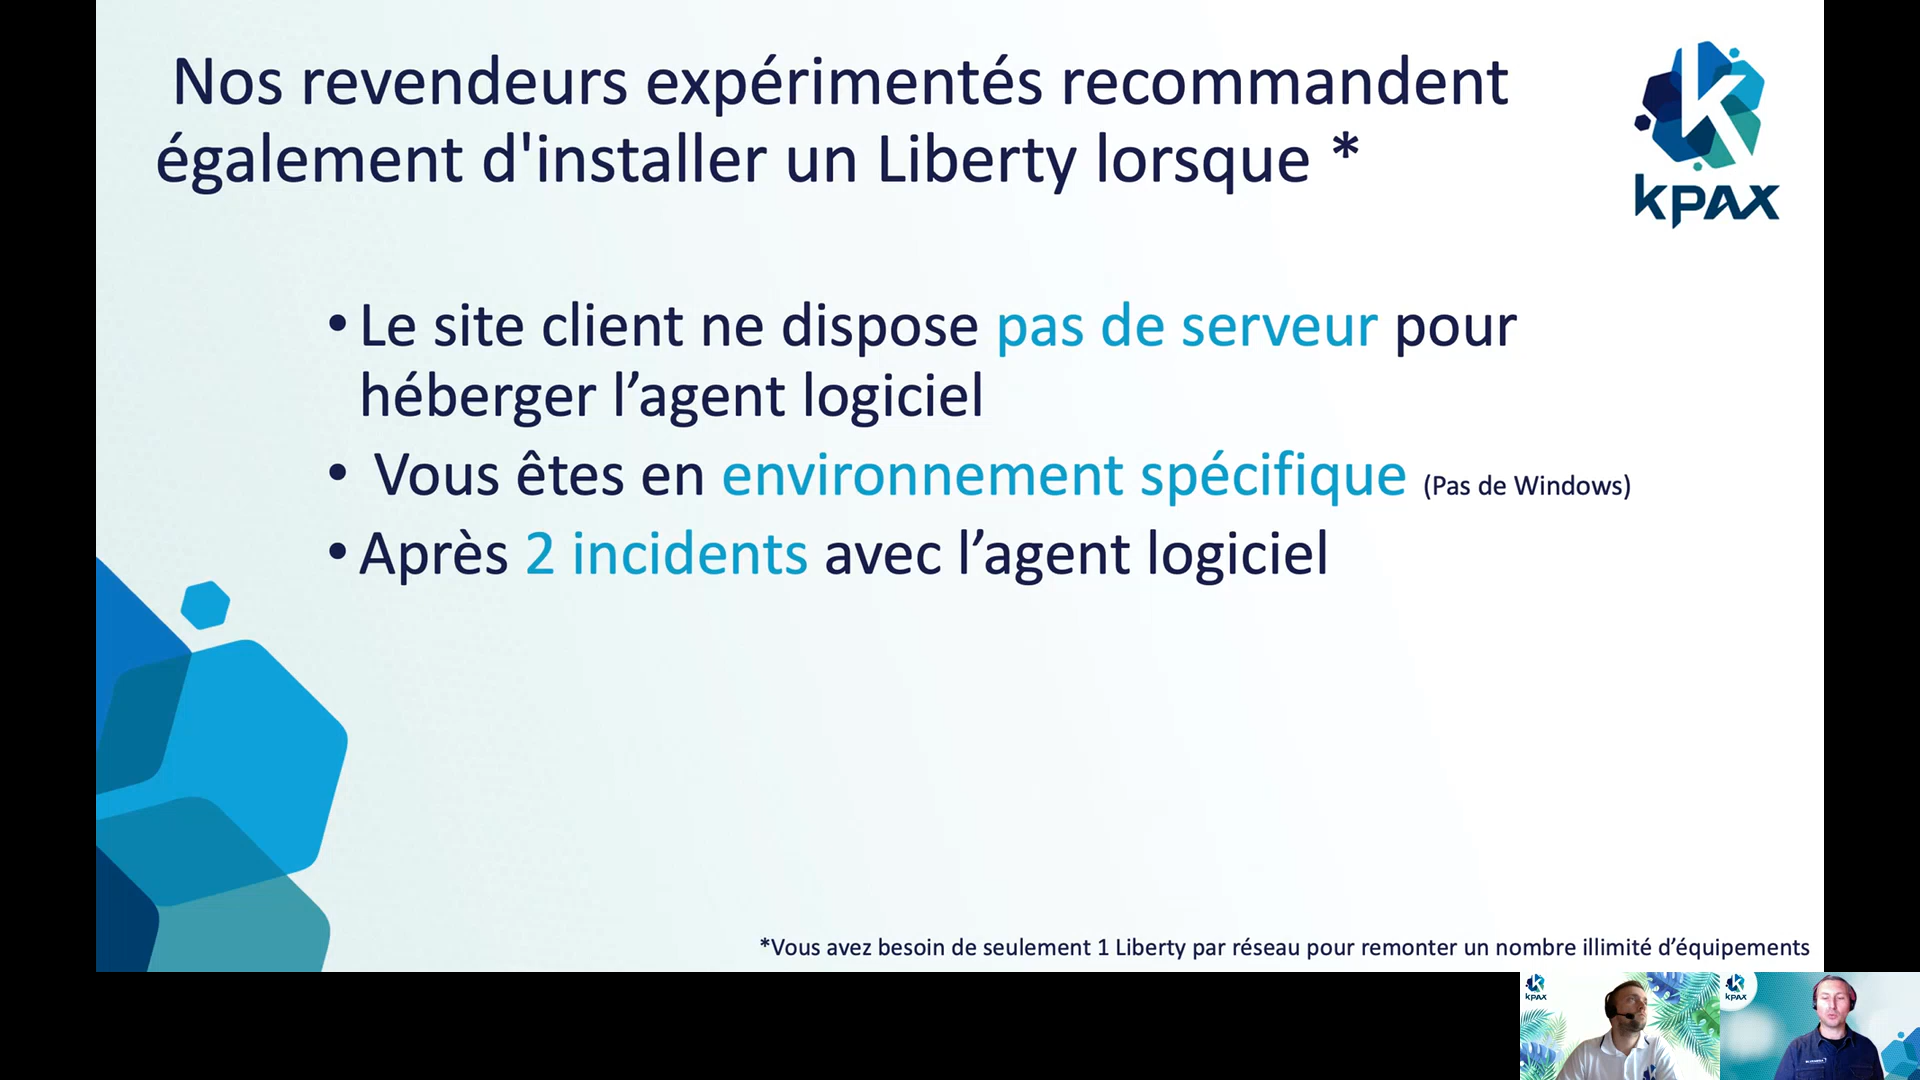 Nos revendeurs expérimentés recommandent
également d'installer un Liberty lorsque *
kpax
•Le site client ne dispose pas de serveur pour
héberger l’agent logiciel
• Vous êtes en environnement spécifique (Pas de Windows)
•Après 2 incidents avec l’agent logiciel
*Vous avez besoin de seulement 1 Liberty par réseau pour remonter un nombre illimité d’équipements
kpax
kpax